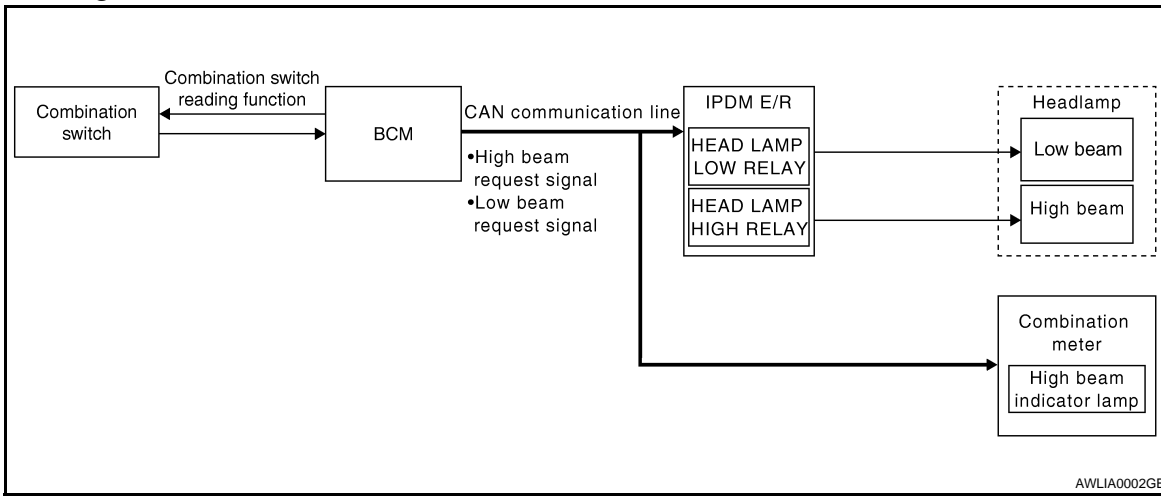 Combination switch
reading function
Combination
switch
BCM
CAN communication line
•High beam
request signal
•Low beam
request signal
IPDM E/R
HEAD LAMP
LOW RELAY
HEAD LAMP
HIGH RELAY
Headlamp
Low beam
High beam
Combination
meter
High beam
indicator lamp